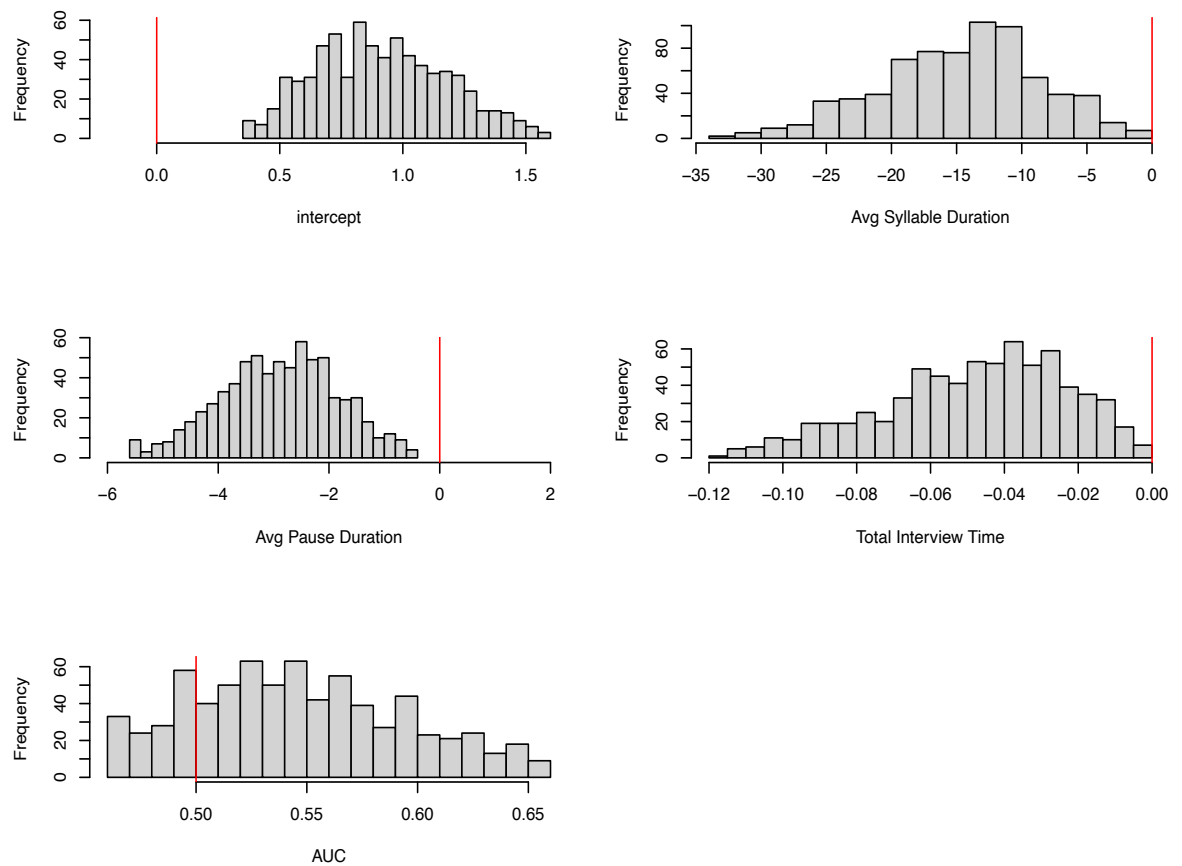 Frequency
0 20 40 60
0.0 0.5 1.0 1.5
intercept
Frequency
0 40 80
−35 −30 −25 −20 −15 −10 −5 0
Avg Syllable Duration
Frequency
0 20 40 60
−6 −4 −2 0 2
Avg Pause Duration
Frequency
0 20 40 60
−0.12 −0.10 −0.08 −0.06 −0.04 −0.02 0.00
Total Interview Time
Frequency
0 20 40 60
0.50 0.55 0.60 0.65
AUC